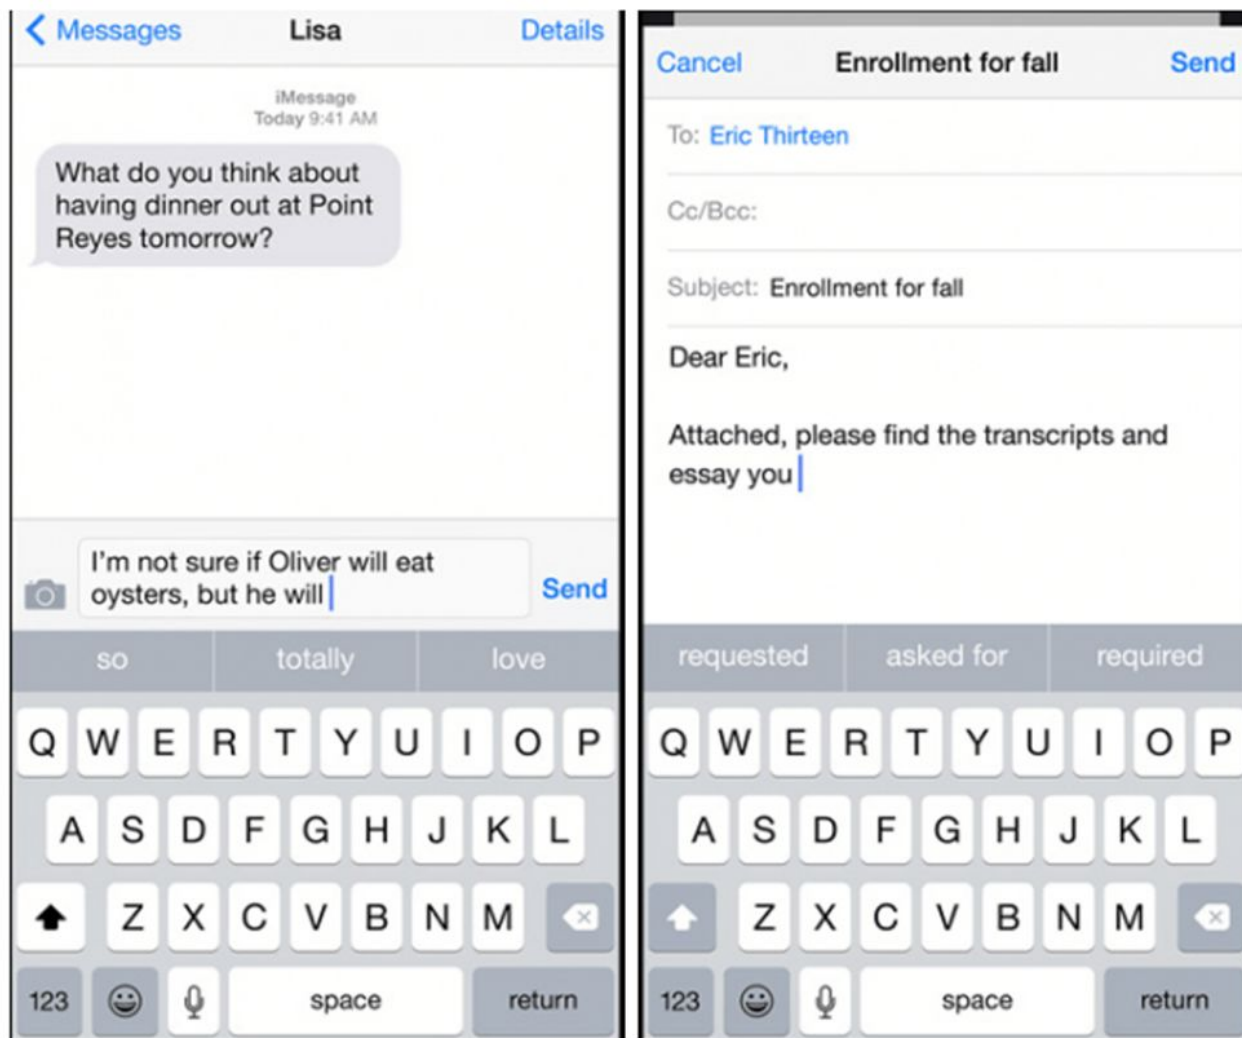 Messages Lisa Details
iMessage
Today 9:41 AM
What do you think about
having dinner out at Point
Reyes tomorrow?
I'm not sure if Oliver will eat
oysters, but he will
Send
so totally love
Q W E R T Y U I O P
A S D F G H J K L
Z X C V B N M
123 space return
Cancel Enrollment for fall Send
To: Eric Thirteen
Cc/Bcc:
Subject: Enrollment for fall
Dear Eric,
Attached, please find the transcripts and
essay you
requested asked for required
Q W E R T Y U I O P
A S D F G H J K L
Z X C V B N M
123 space return